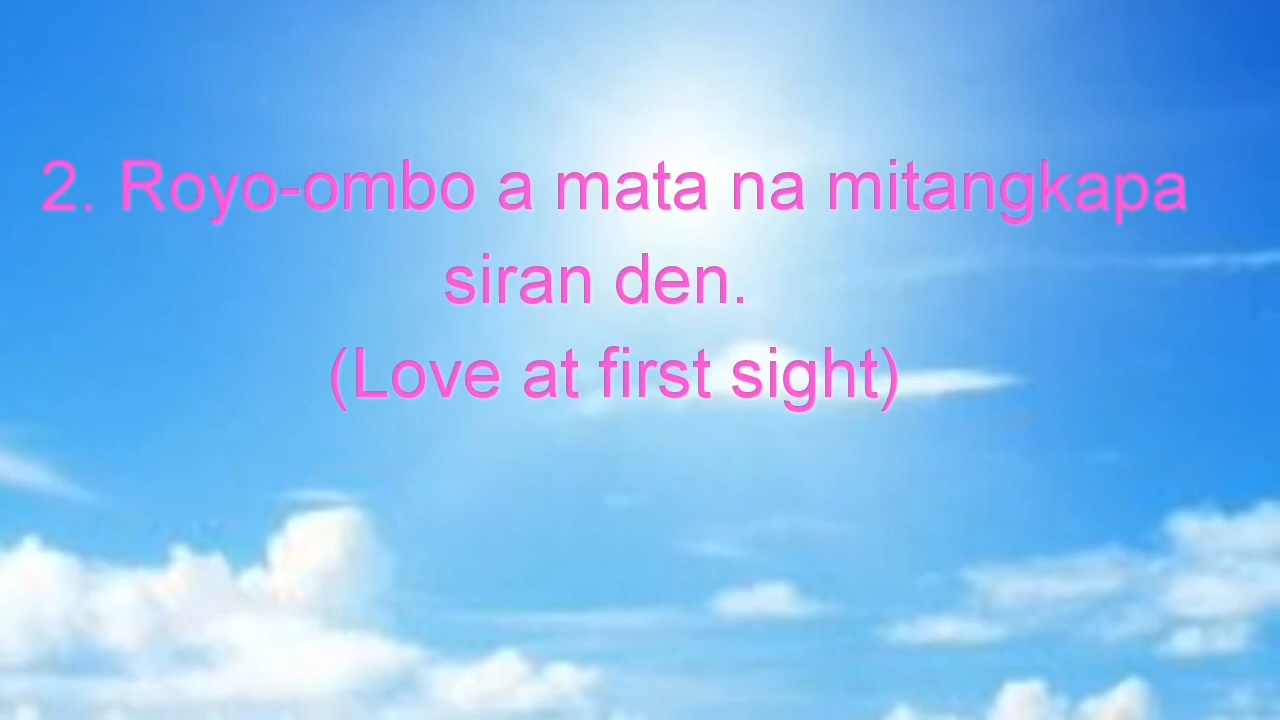 2. Royo-ombo a mata na mitangkapa
siran den.
(Love at first sight)